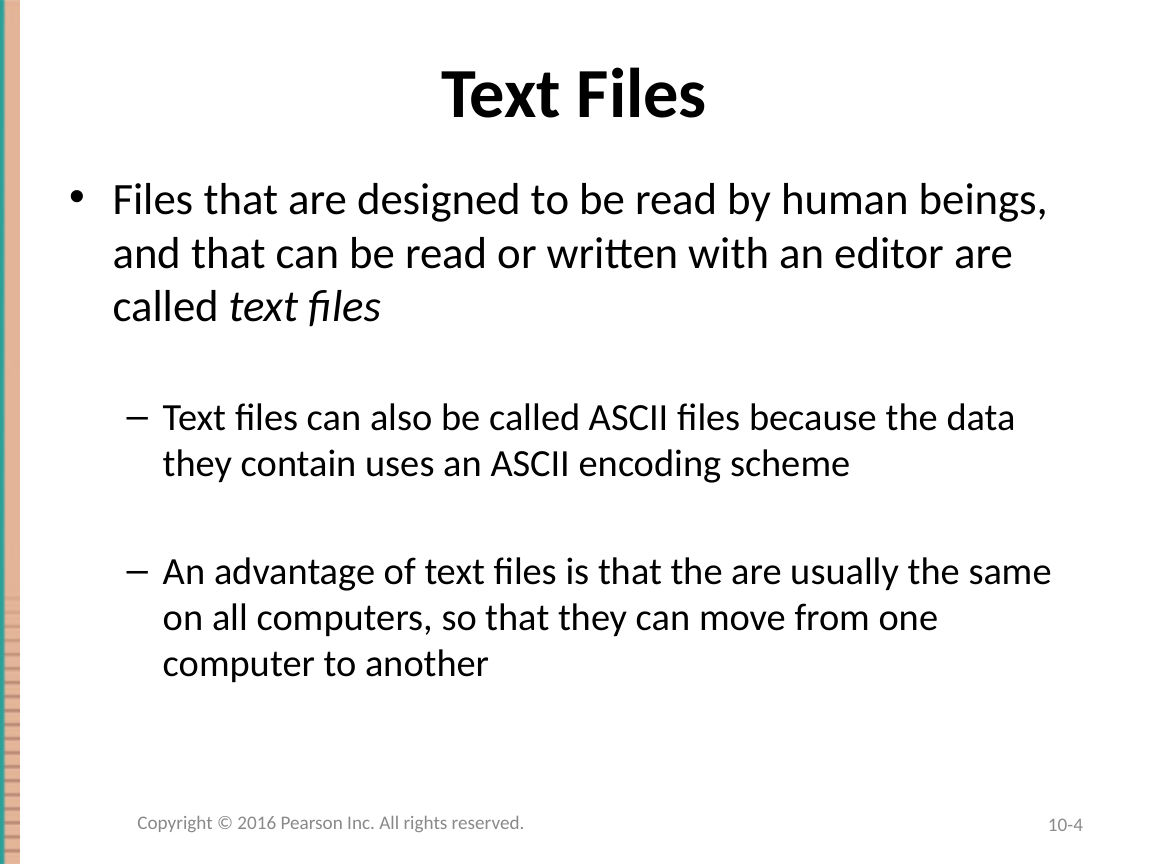 Text Files
• Files that are designed to be read by human beings,
and that can be read or written with an editor are
called text files
– Text files can also be called ASCII files because the data
they contain uses an ASCII encoding scheme
– An advantage of text files is that the are usually the same
on all computers, so that they can move from one
computer to another
Copyright © 2016 Pearson Inc. All rights reserved.
10-4